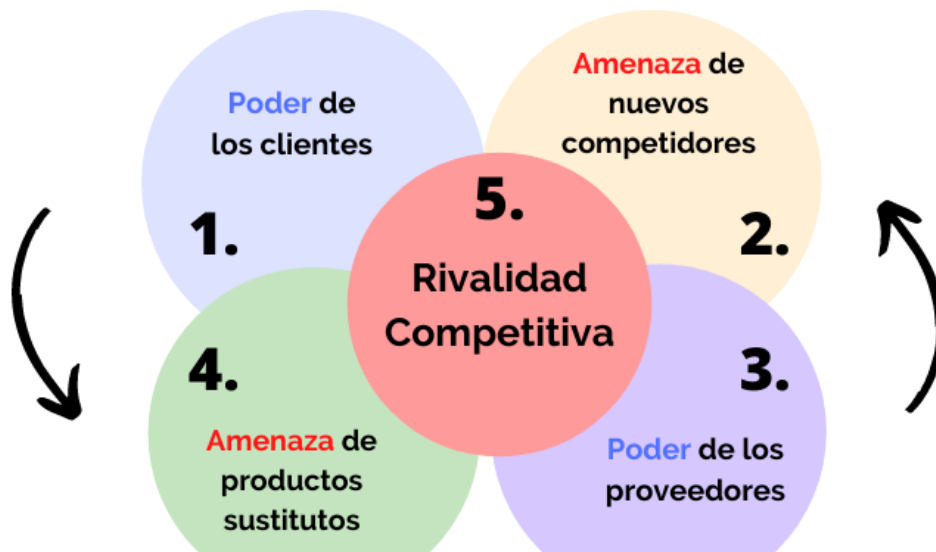 Poder de
los clientes
1.
Amenaza de
nuevos
competidores
2.
5.
Rivalidad
Competitiva
4.
Amenaza de
productos
sustitutos
3.
Poder de los
proveedores